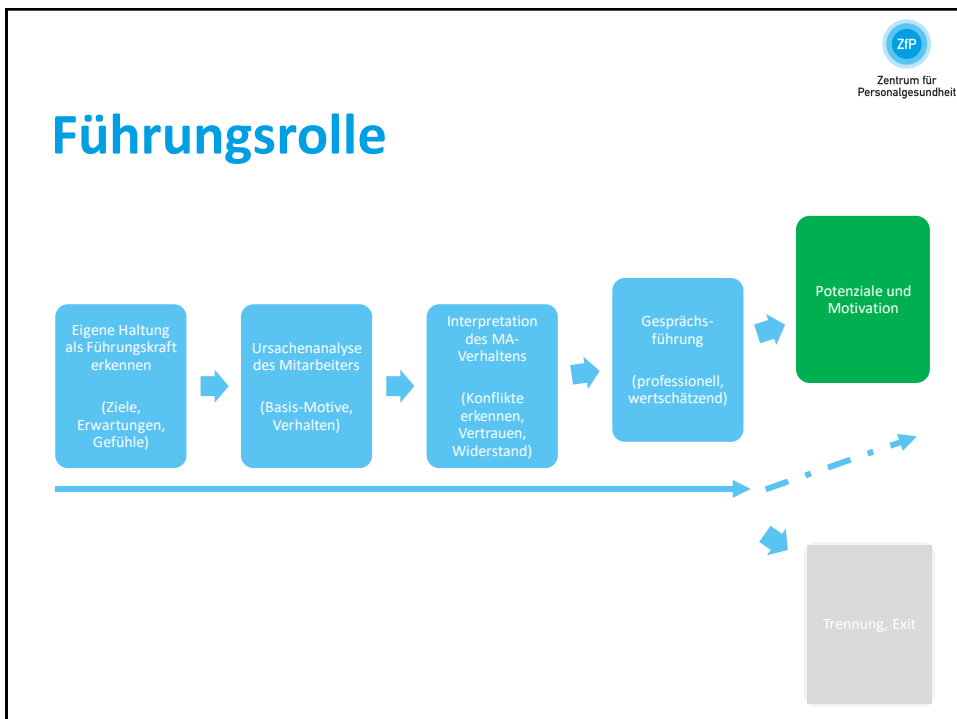 ZfP
Zentrum für
Personalgesundheit
Führungsrolle
Eigene Haltung
als Führungskraft
erkennen
(Ziele,
Erwartungen,
Gefühle)
Ursachenanalyse
des Mitarbeiters
(Basis-Motive,
Verhalten)
Interpretation
des MA-
Verhaltens
(Konflikte
erkennen,
Vertrauen,
Widerstand)
Gesprächs-
führung
(professionell,
wertschätzend)
Potenziale und
Motivation
Trennung, Exit